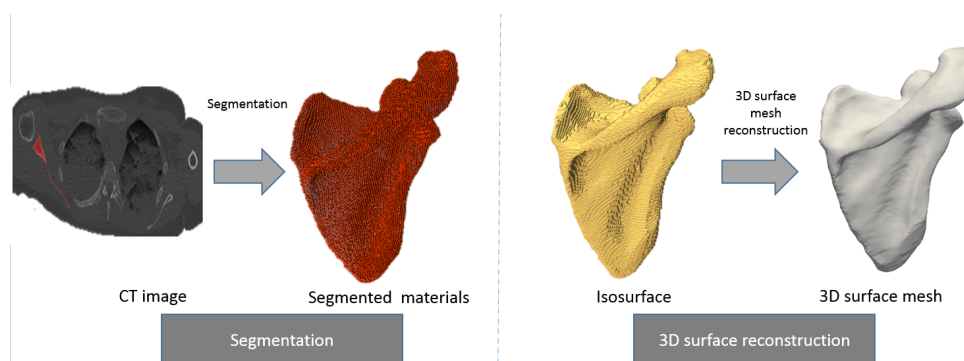 Segmentation
3D surface
mesh
reconstruction
CT image
Segmented materials
Isosurface
3D surface mesh
Segmentation
3D surface reconstruction